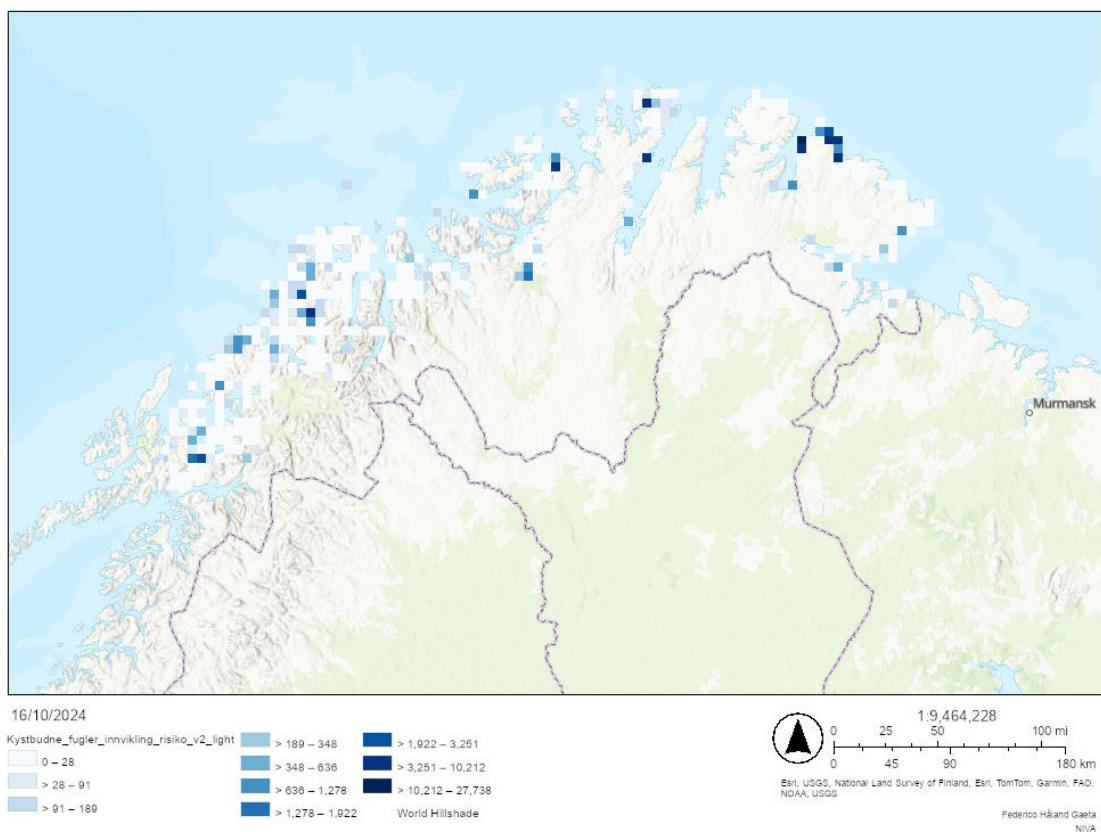 Murmansk
16/10/2024
Kystbudne_fugler_innvikling_risiko_v2_light
0 – 28
> 28 – 91
> 91 – 189
> 189 – 348
> 348 – 636
> 636 – 1,278
> 1,278 – 1,922
> 1,922 – 3,251
> 3,251 – 10,212
> 10,212 – 27,738
World Hillshade
1:9,464,228
0 25 50 100 mi
0 45 90 180 km
Esri, USGS, National Land Survey of Finland, Esri, TomTom, Garmin, FAO,
NOAA, USGS
Federico Håland Gaeta
NIVA